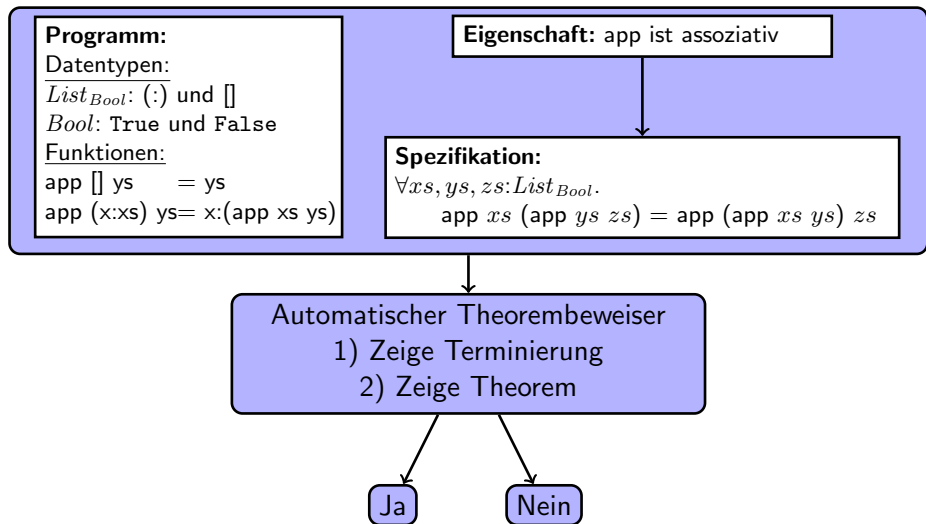 Programm:
Datentypen:
List_Bool: (:) und []
Bool: True und False
Funktionen:
app [] ys = ys
app (x:xs) ys= x:(app xs ys)
Eigenschaft: app ist assoziativ
Spezifikation:
∀xs, ys, zs:List_Bool.
app xs (app ys zs) = app (app xs ys) zs
Automatischer Theorembeweiser
1) Zeige Terminierung
2) Zeige Theorem
Ja
Nein